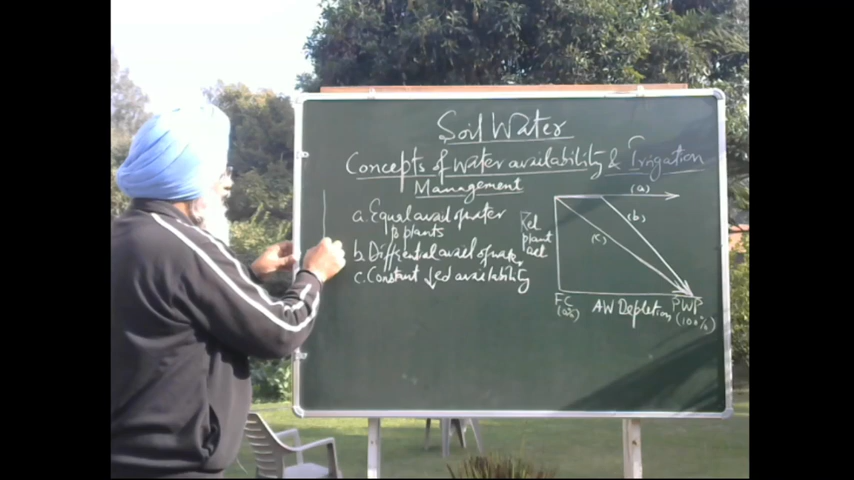 Soil Water
Concepts of water availability & Irrigation
Management
a. Equal avail of water
to plants
b. Differential avail of water
c. Constant ↓ed availability
Rel
plant
act
(a)
(b)
(c)
FC
(0%)
AW Depletion
PWP
(100%)